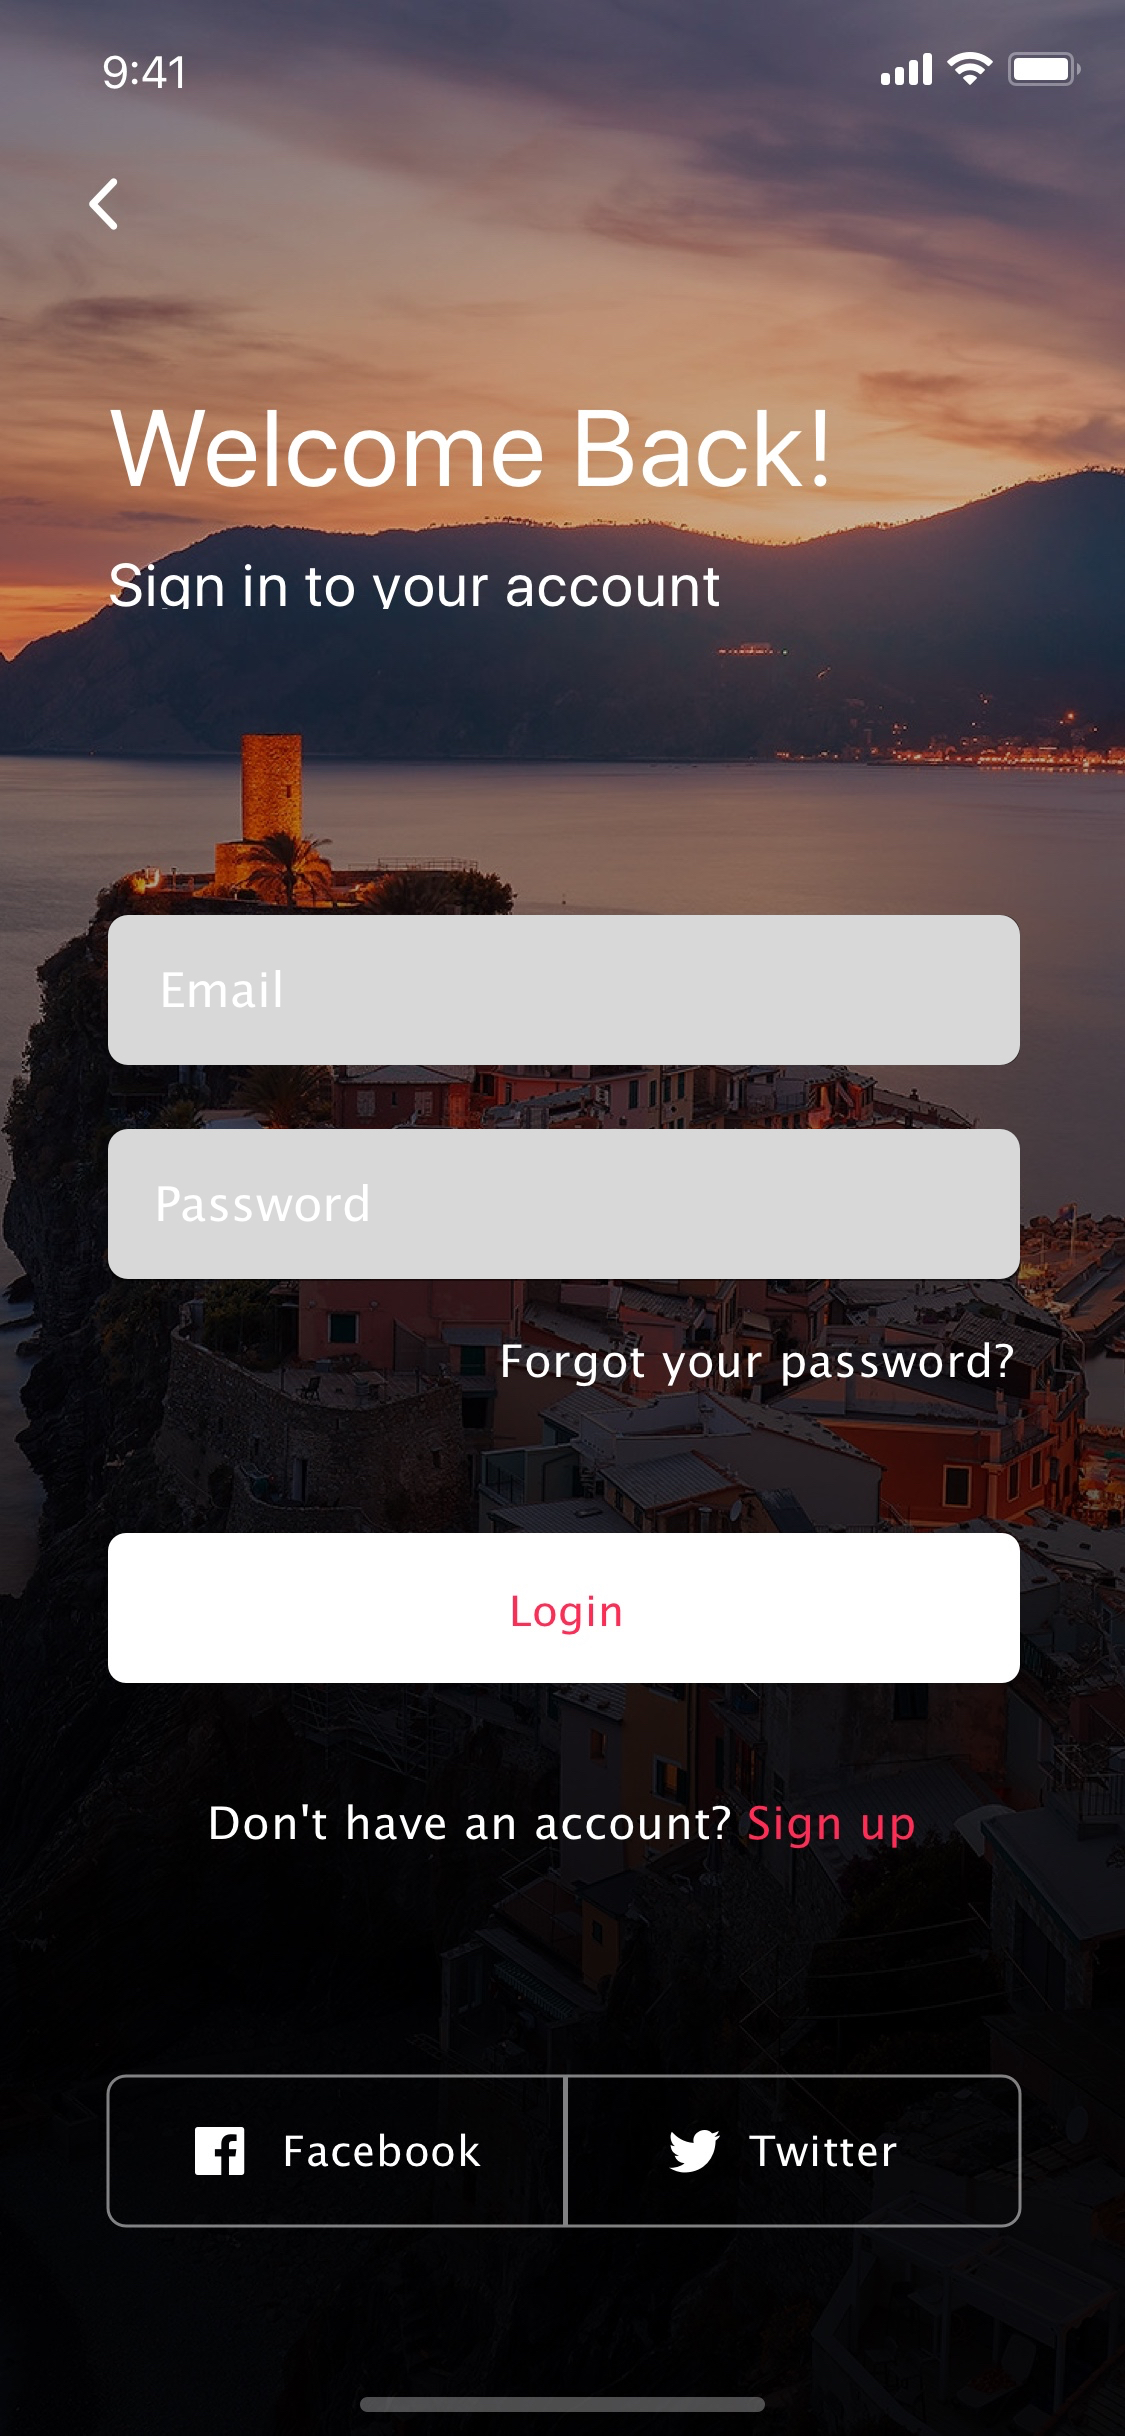 9:41
Welcome Back!
Sign in to your account
Email
Password
Forgot your password?
Login
Don't have an account? Sign up
Facebook
Twitter